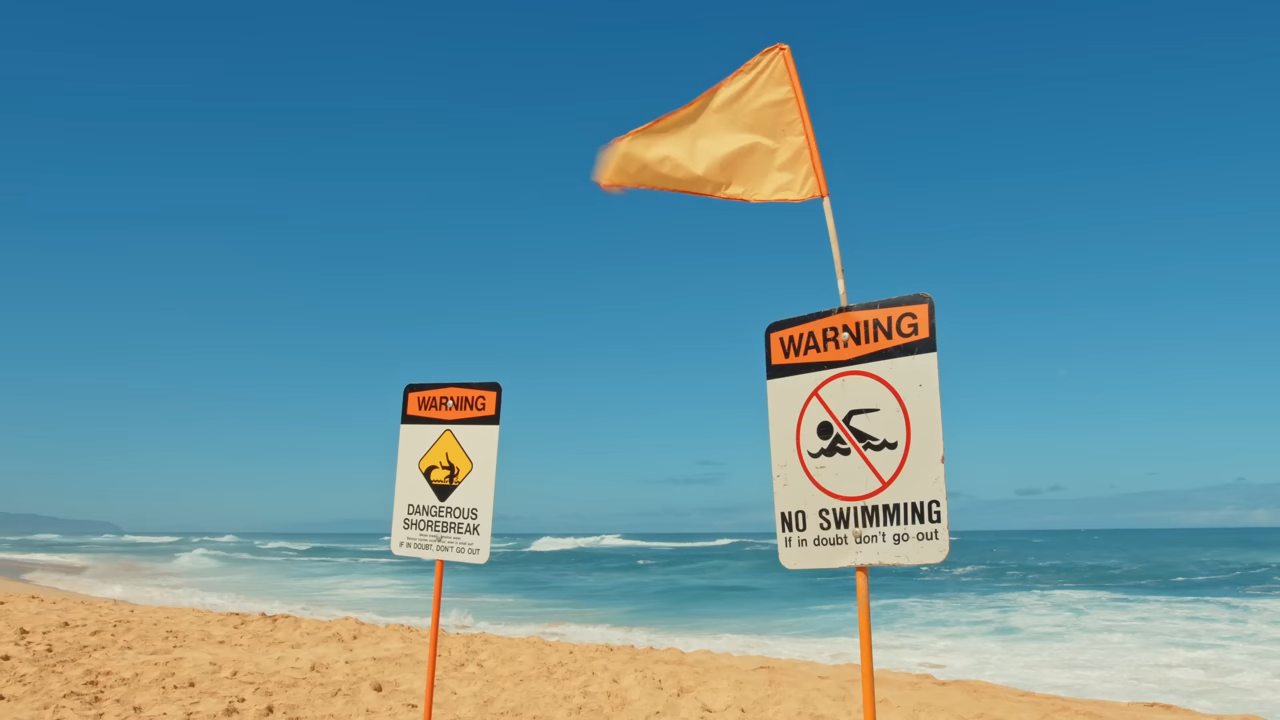 WARNING
DANGEROUS
SHOREBREAK
IF IN DOUBT, DON'T GO OUT
WARNING
NO SWIMMING
If in doubt don't go out